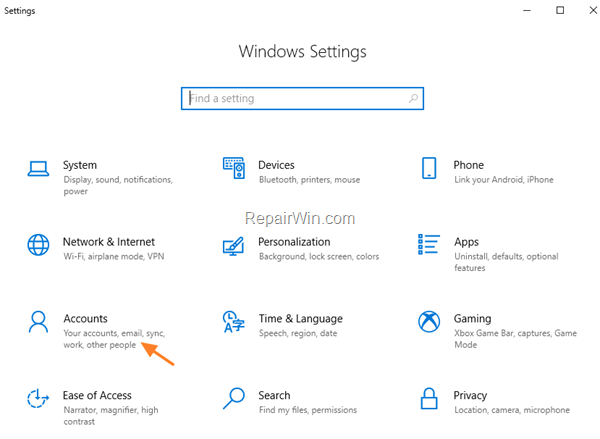 Settings
Windows Settings
Find a setting
System
Display, sound, notifications,
power
Devices
Bluetooth, printers, mouse
Phone
Link your Android, iPhone
RepairWin.com
Network & Internet
Wi-Fi, airplane mode, VPN
Personalization
Background, lock screen, colors
Apps
Uninstall, defaults, optional
features
Accounts
Your accounts, email, sync,
work, other people
Time & Language
Speech, region, date
Gaming
Xbox Game Bar, captures, Game
Mode
Ease of Access
Narrator, magnifier, high
contrast
Search
Find my files, permissions
Privacy
Location, camera, microphone